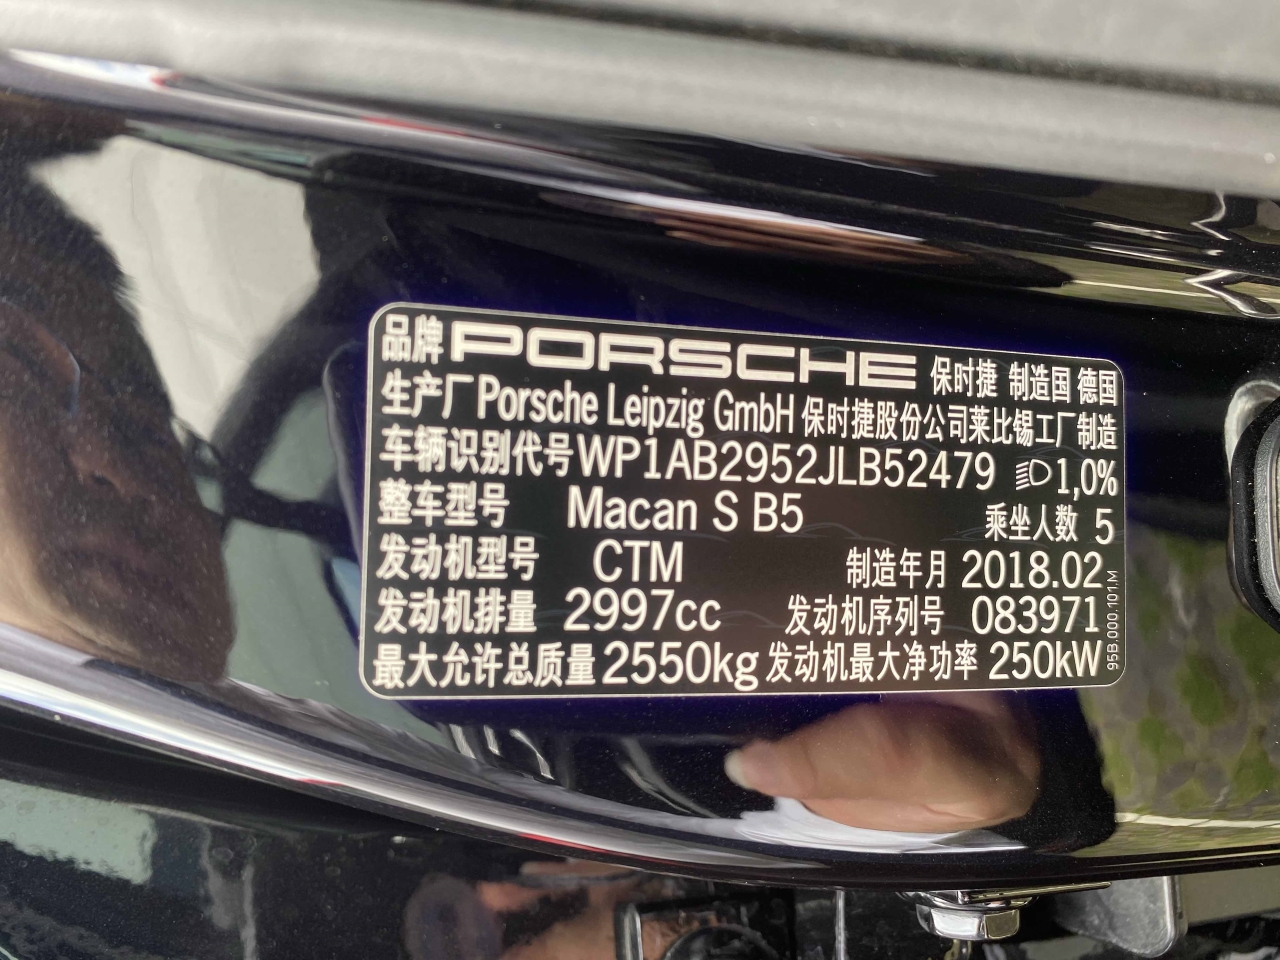 品牌 PORSCHE 保时捷 制造国 德国
生产厂 Porsche Leipzig GmbH 保时捷股份公司莱比锡工厂制造
车辆识别代号 WP1AB2952JLB52479 1,0%
整车型号 Macan S B5 乘坐人数 5
发动机型号 CTM 制造年月 2018.02
发动机排量 2997cc 发动机序列号 083971
最大允许总质量 2550kg 发动机最大净功率 250kW
95B.000.101.M